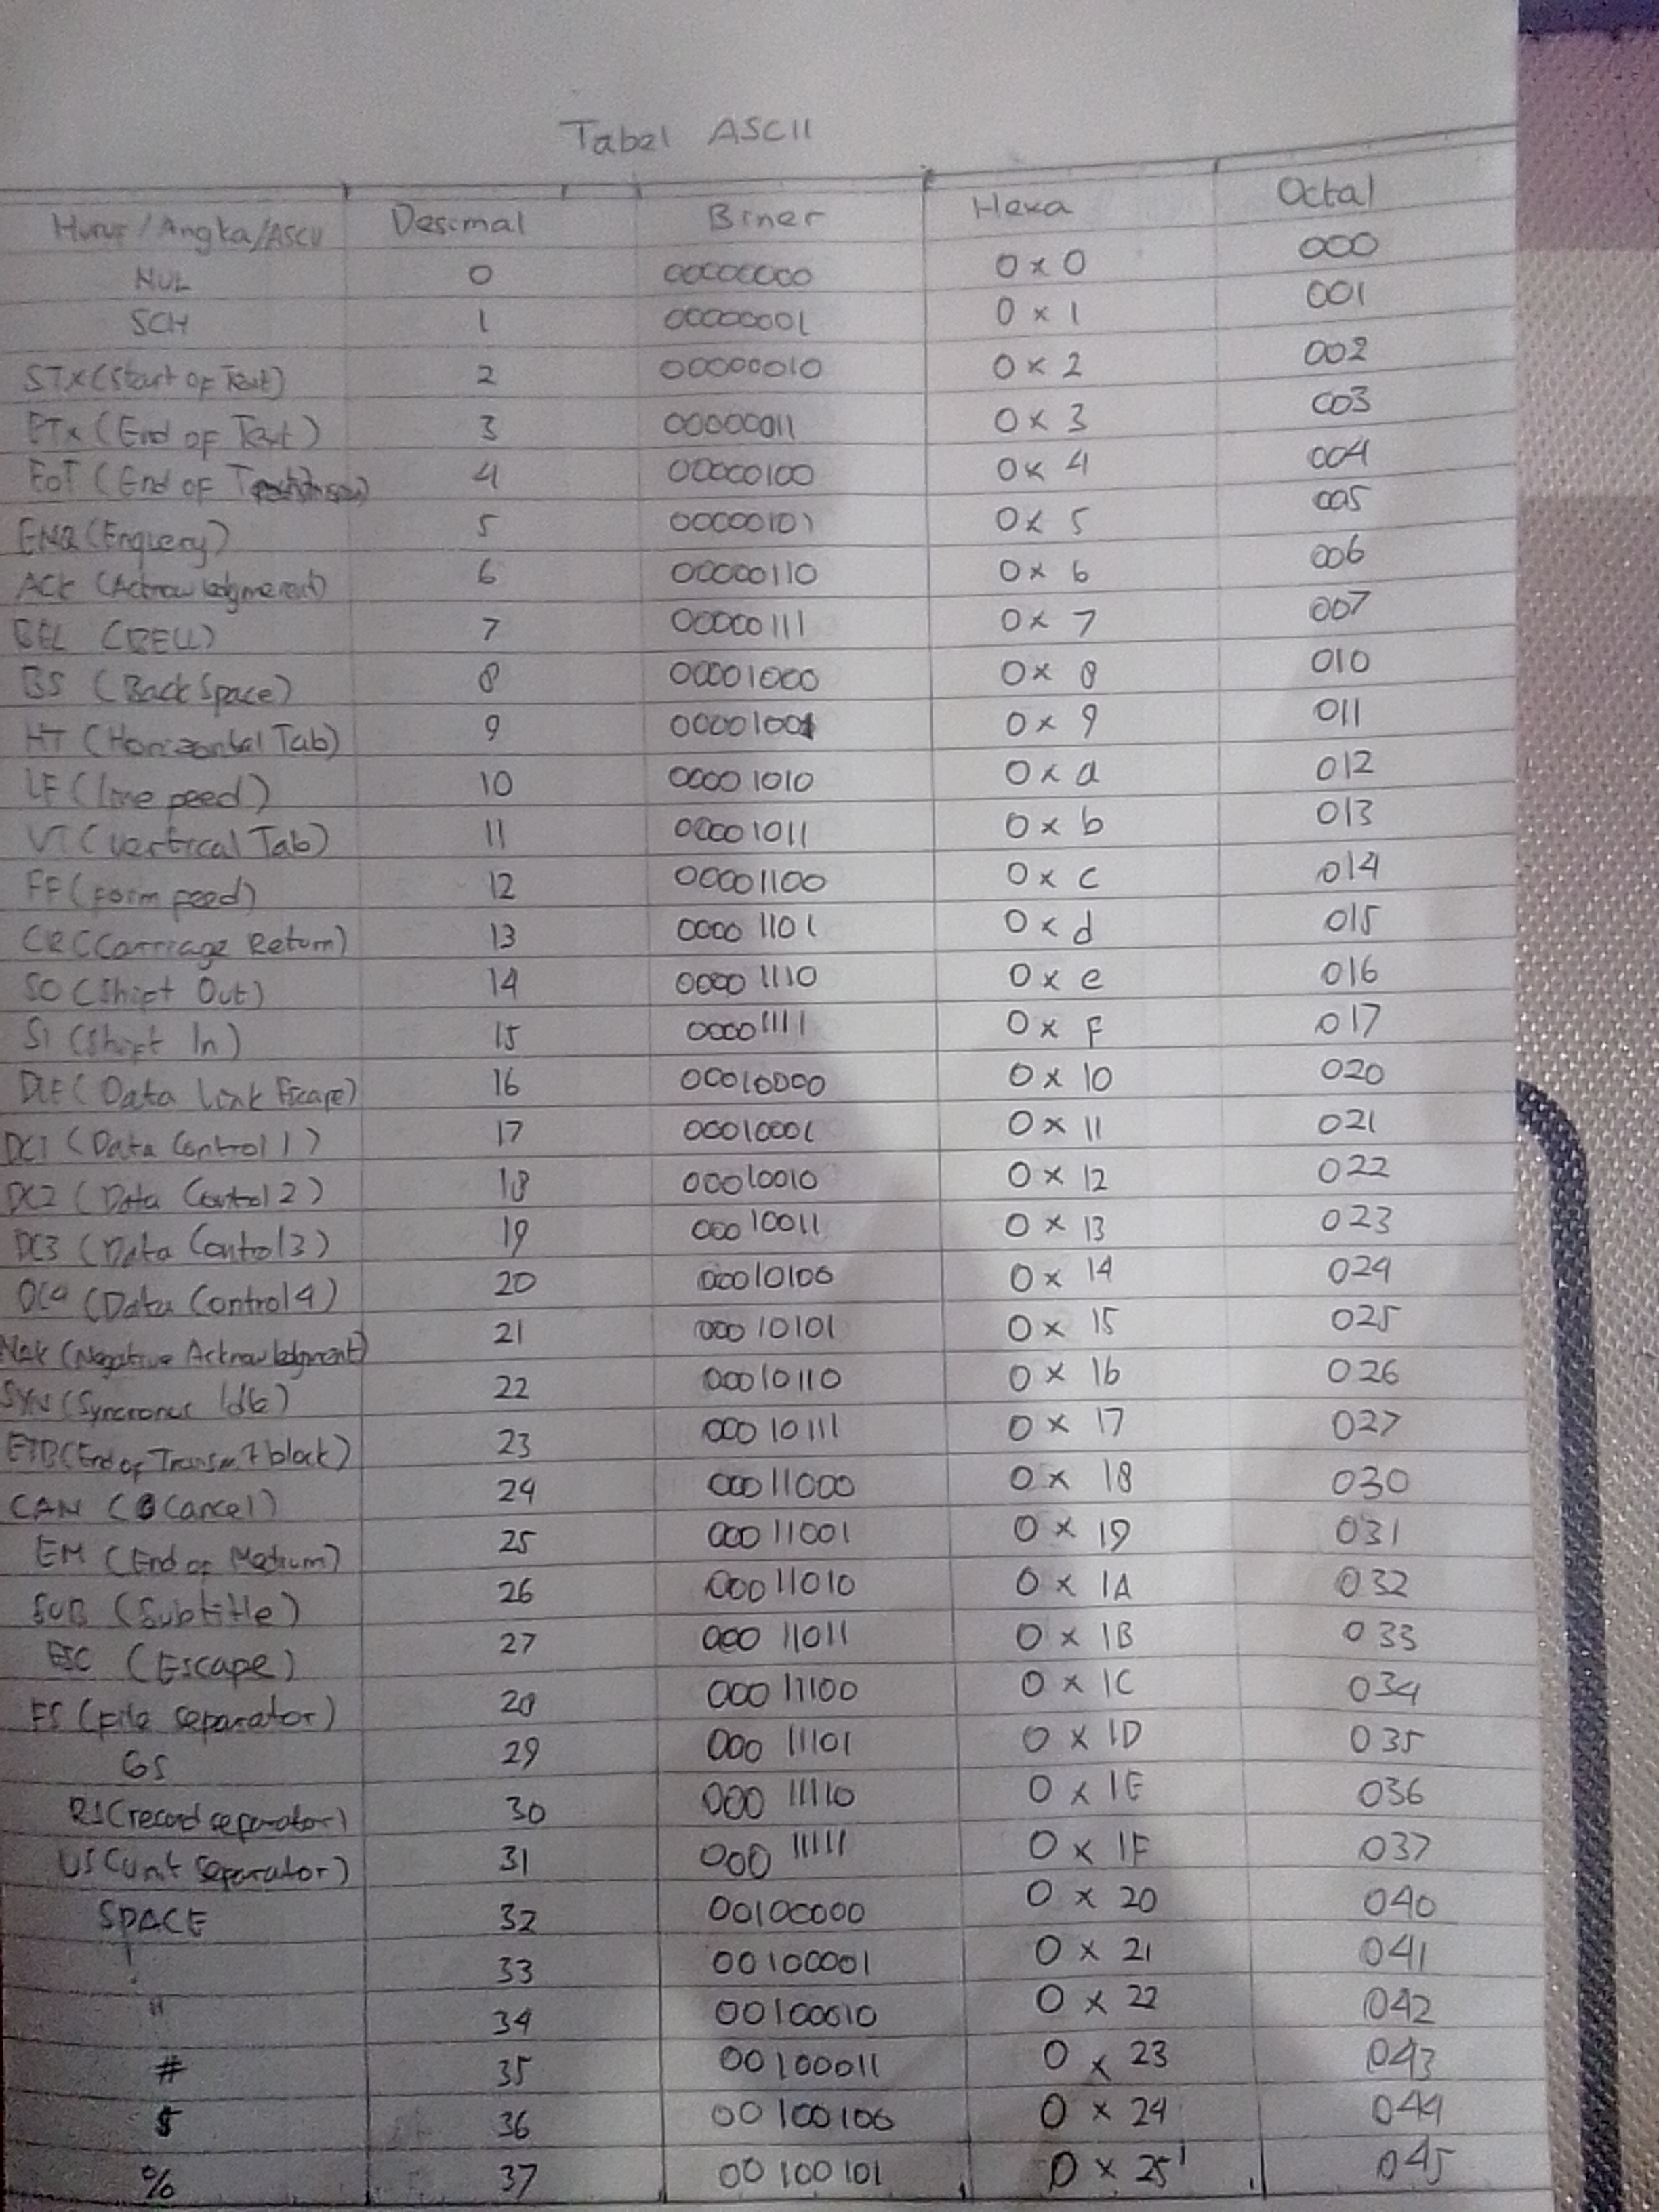 Tabel ASCII
Huruf/Angka/ASCII Desimal Biner Hexa Octal
NUL 0 00000000 0x0 000
SOH 1 00000001 0x1 001
STX (Start of Text) 2 00000010 0x2 002
ETX (End of Text) 3 00000011 0x3 003
EOT (End of 4 00000100 0x4 004
ENQ (Enquery) 5 00000101 0x5 005
ACK 6 00000110 0x6 006
BEL (BELL) 7 00000111 0x7 007
BS (Back Space) 8 00001000 0x8 010
HT (Horizontal Tab) 9 00001001 0x9 011
LF (line feed) 10 00001010 0xa 012
VT (Vertical Tab) 11 00001011 0xb 013
FF (form feed) 12 00001100 0xc 014
CR (Carriage Return) 13 00001101 0xd 015
SO (Shift Out) 14 00001110 0xe 016
SI (Shift In) 15 00001111 0xF 017
DLE (Data Link Escape) 16 00010000 0x10 020
DC1 (Data Control 1) 17 00010001 0x11 021
DC2 (Data Control 2) 18 00010010 0x12 022
DC3 (Data Control 3) 19 00010011 0x13 023
DC4 (Data Control 4) 20 00010100 0x14 024
NAK (Negative Acknowledgment) 21 00010101 0x15 025
SYN (Syncronus Idle) 22 00010110 0x16 026
ETB (End of Transmit block) 23 00010111 0x17 027
CAN (Cancel) 24 00011000 0x18 030
EM (End of Medium) 25 00011001 0x19 031
SUB (Subtitle) 26 00011010 0x1A 032
ESC (Escape) 27 00011011 0x1B 033
FS (file separator) 28 00011100 0x1C 034
GS 29 00011101 0x1D 035
RS (record separator) 30 00011110 0x1E 036
US (unit separator) 31 00011111 0x1F 037
SPACE 32 00100000 0x20 040
! 33 00100001 0x21 041
" 34 00100010 0x22 042
# 35 00100011 0x23 043
$ 36 00100100 0x24 044
% 37 00100101 0x25 045